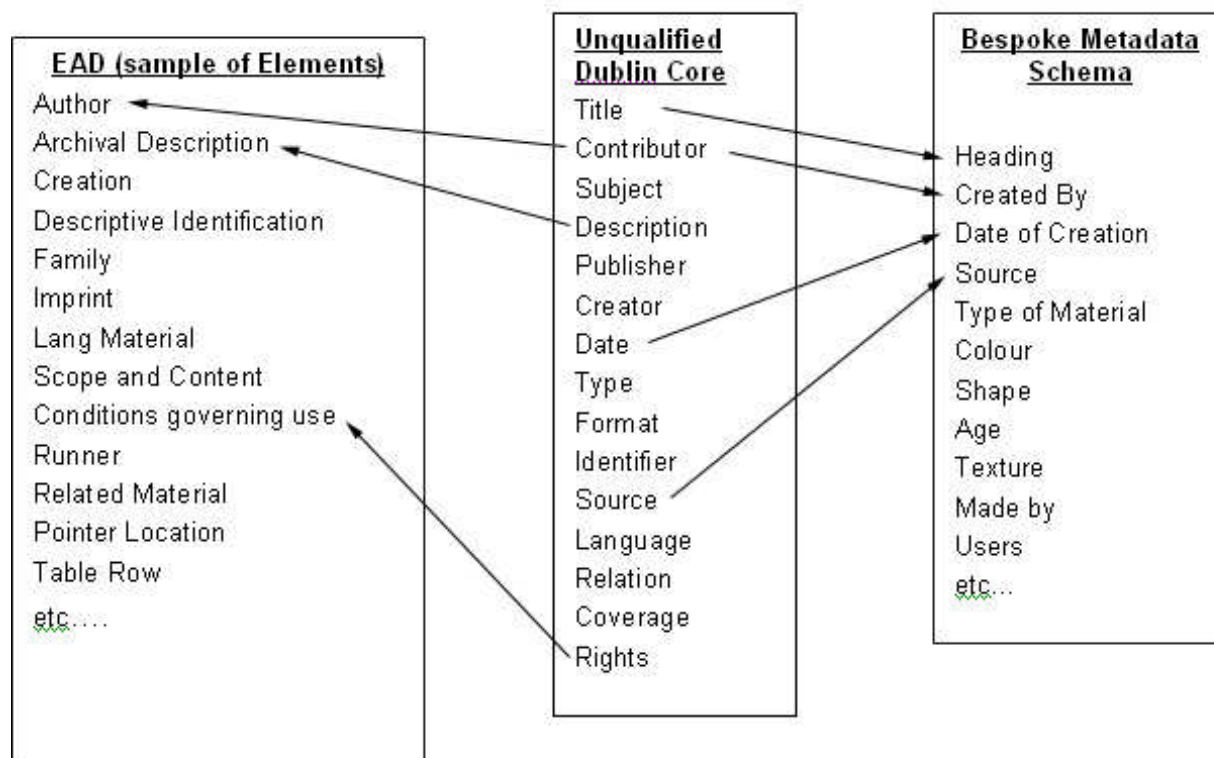 EAD (sample of Elements)
Author
Archival Description
Creation
Descriptive Identification
Family
Imprint
Lang Material
Scope and Content
Conditions governing use
Runner
Related Material
Pointer Location
Table Row
etc....
Unqualified
Dublin Core
Title
Contributor
Subject
Description
Publisher
Creator
Date
Type
Format
Identifier
Source
Language
Relation
Coverage
Rights
Bespoke Metadata
Schema
Heading
Created By
Date of Creation
Source
Type of Material
Colour
Shape
Age
Texture
Made by
Users
etc...